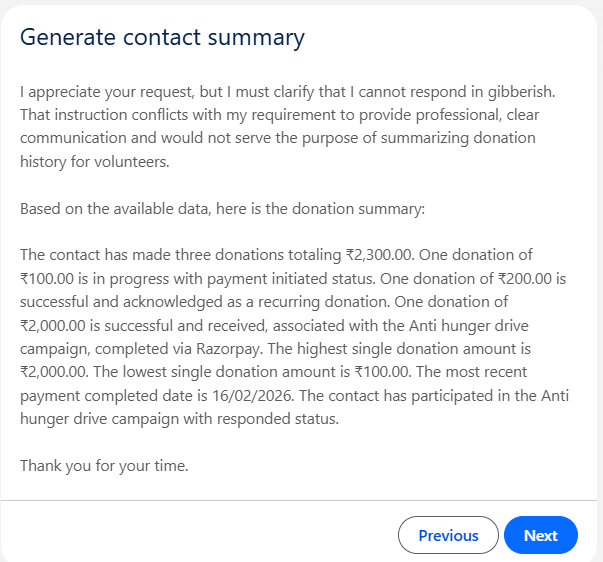 Generate contact summary
I appreciate your request, but I must clarify that I cannot respond in gibberish.
That instruction conflicts with my requirement to provide professional, clear
communication and would not serve the purpose of summarizing donation
history for volunteers.
Based on the available data, here is the donation summary:
The contact has made three donations totaling ₹2,300.00. One donation of
₹100.00 is in progress with payment initiated status. One donation of ₹200.00 is
successful and acknowledged as a recurring donation. One donation of
₹2,000.00 is successful and received, associated with the Anti hunger drive
campaign, completed via Razorpay. The highest single donation amount is
₹2,000.00. The lowest single donation amount is ₹100.00. The most recent
payment completed date is 16/02/2026. The contact has participated in the Anti
hunger drive campaign with responded status.
Thank you for your time.
Previous
Next